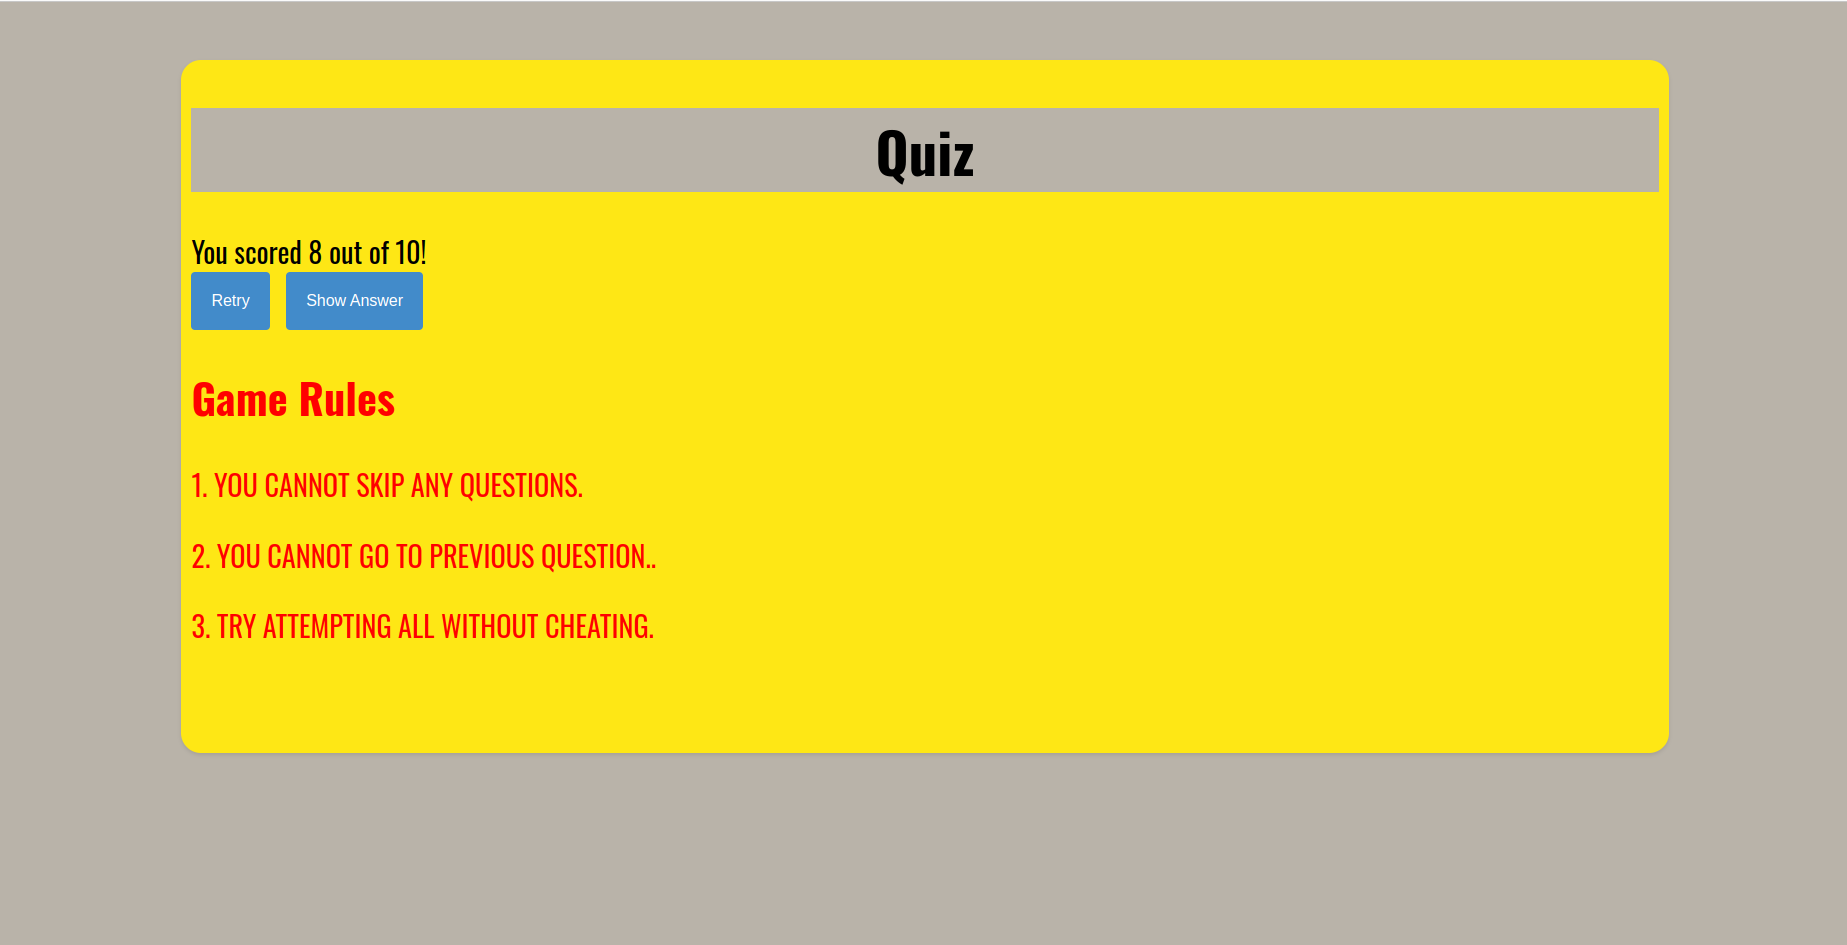 Quiz
You scored 8 out of 10!
Retry Show Answer
Game Rules
1. YOU CANNOT SKIP ANY QUESTIONS.
2. YOU CANNOT GO TO PREVIOUS QUESTION..
3. TRY ATTEMPTING ALL WITHOUT CHEATING.